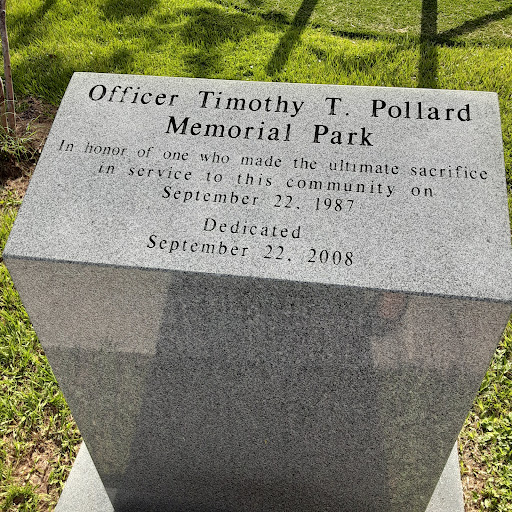 Officer Timothy T. Pollard
Memorial Park
In honor of one who made the ultimate sacrifice
in service to this community on
September 22, 1987
Dedicated
September 22, 2008